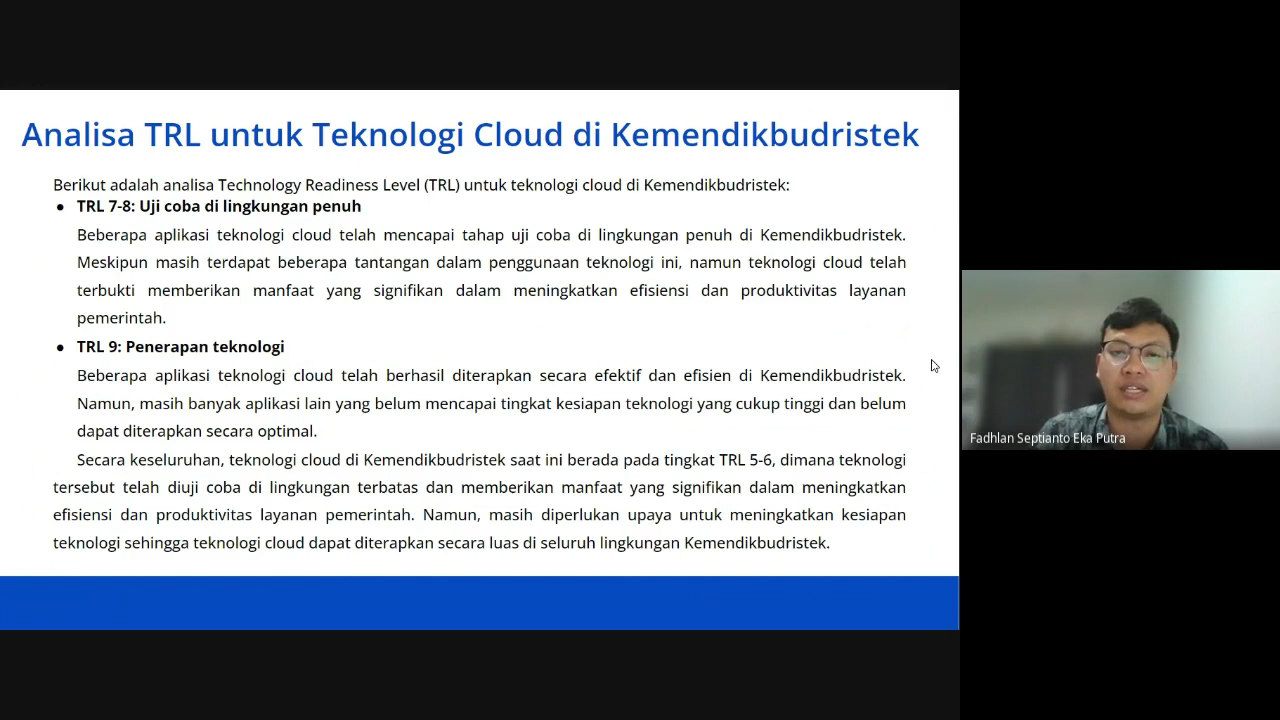 Analisa TRL untuk Teknologi Cloud di Kemendikbudristek
Berikut adalah analisa Technology Readiness Level (TRL) untuk teknologi cloud di Kemendikbudristek:
● TRL 7-8: Uji coba di lingkungan penuh
Beberapa aplikasi teknologi cloud telah mencapai tahap uji coba di lingkungan penuh di Kemendikbudristek.
Meskipun masih terdapat beberapa tantangan dalam penggunaan teknologi ini, namun teknologi cloud telah
terbukti memberikan manfaat yang signifikan dalam meningkatkan efisiensi dan produktivitas layanan
pemerintah.
● TRL 9: Penerapan teknologi
Beberapa aplikasi teknologi cloud telah berhasil diterapkan secara efektif dan efisien di Kemendikbudristek.
Namun, masih banyak aplikasi lain yang belum mencapai tingkat kesiapan teknologi yang cukup tinggi dan belum
dapat diterapkan secara optimal.
Secara keseluruhan, teknologi cloud di Kemendikbudristek saat ini berada pada tingkat TRL 5-6, dimana teknologi
tersebut telah diuji coba di lingkungan terbatas dan memberikan manfaat yang signifikan dalam meningkatkan
efisiensi dan produktivitas layanan pemerintah. Namun, masih diperlukan upaya untuk meningkatkan kesiapan
teknologi sehingga teknologi cloud dapat diterapkan secara luas di seluruh lingkungan Kemendikbudristek.
Fadhlan Septianto Eka Putra